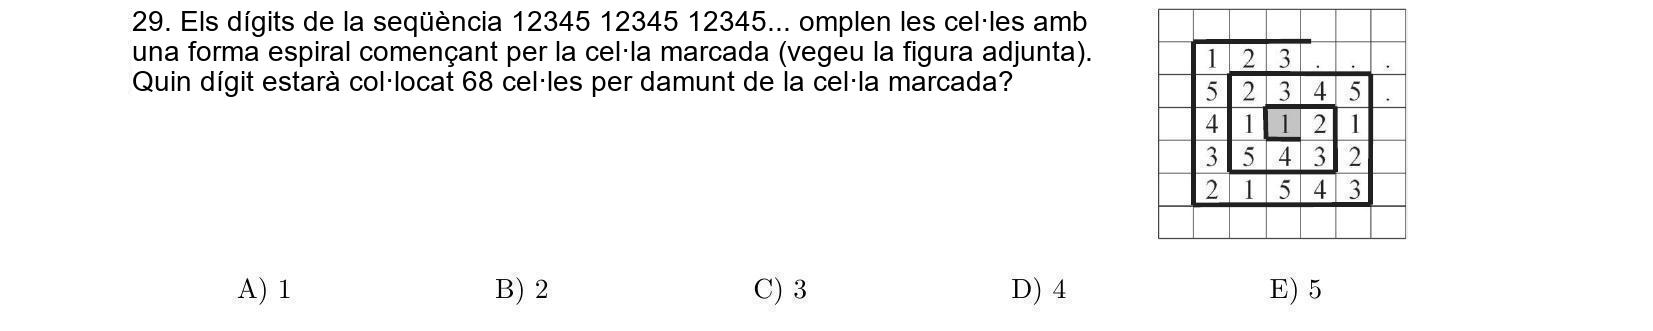 29. Els dígits de la seqüència 12345 12345 12345... omplen les cel·les amb
una forma espiral començant per la cel·la marcada (vegeu la figura adjunta).
Quin dígit estarà col·locat 68 cel·les per damunt de la cel·la marcada?
1 2 3 . . .
5 2 3 4 5 .
4 1 1 2 1
3 5 4 3 2
2 1 5 4 3
A) 1 B) 2 C) 3 D) 4 E) 5